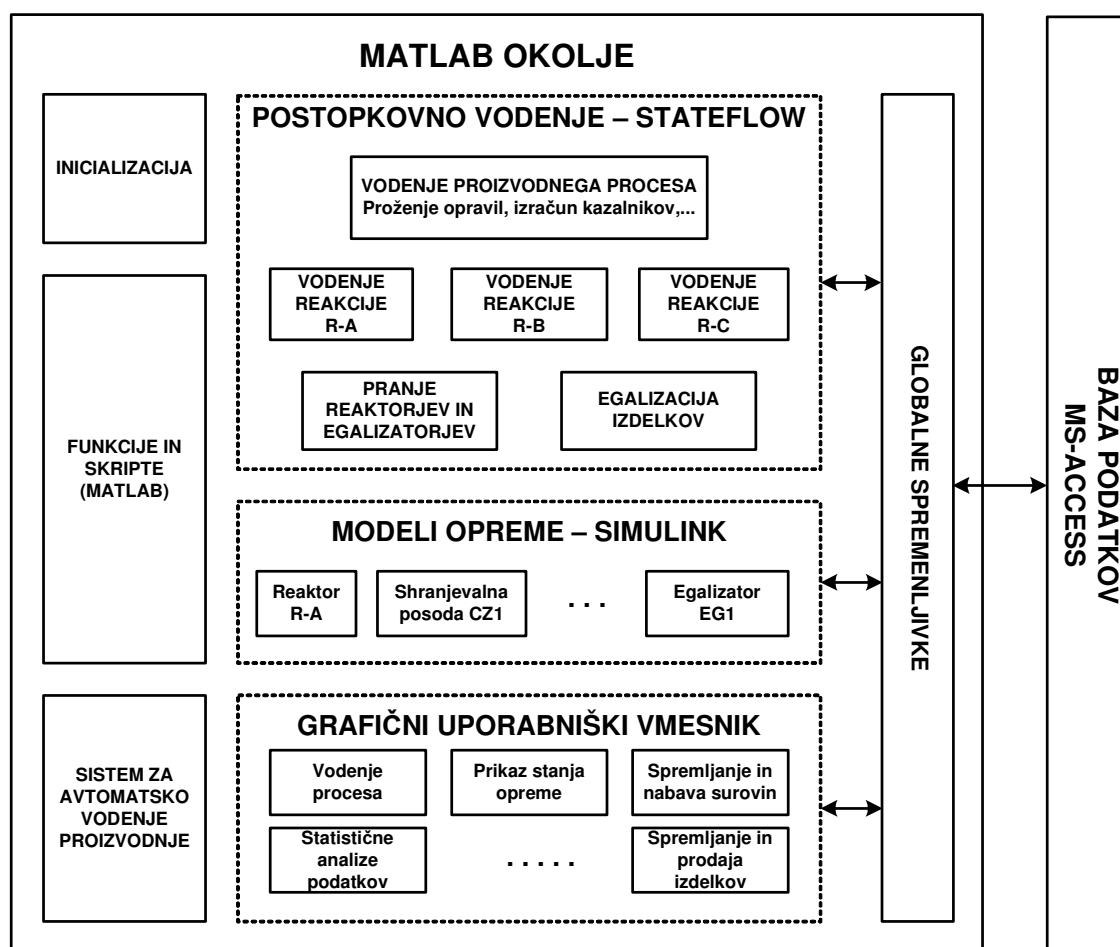 MATLAB OKOLJE
INICIALIZACIJA
FUNKCIJE IN
SKRIPTE
(MATLAB)
SISTEM ZA
AVTOMATSKO
VODENJE
PROIZVODNJE
POSTOPKOVNO VODENJE – STATEFLOW
VODENJE PROIZVODNEGA PROCESA
Proženje opravil, izračun kazalnikov,...
VODENJE
REAKCIJE
R-A
VODENJE
REAKCIJE
R-B
VODENJE
REAKCIJE
R-C
PRANJE
REAKTORJEV IN
EGALIZATORJEV
EGALIZACIJA
IZDELKOV
MODELI OPREME – SIMULINK
Reaktor
R-A
Shranjevalna
posoda CZ1
. . .
Egalizator
EG1
GRAFIČNI UPORABNIŠKI VMESNIK
Vodenje
procesa
Prikaz stanja
opreme
Spremljanje in
nabava surovin
Statistične
analize
podatkov
. . . . .
Spremljanje in
prodaja
izdelkov
GLOBALNE SPREMENLJIVKE
BAZA PODATKOV
MS-ACCESS